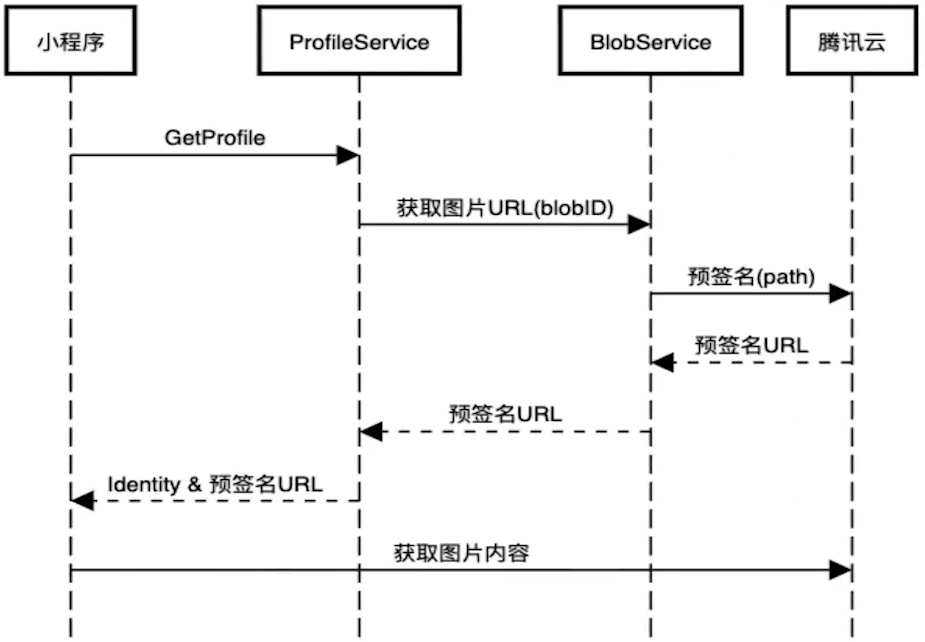 小程序
ProfileService
BlobService
腾讯云
GetProfile
获取图片URL(blobID)
预签名(path)
预签名URL
预签名URL
Identity & 预签名URL
获取图片内容